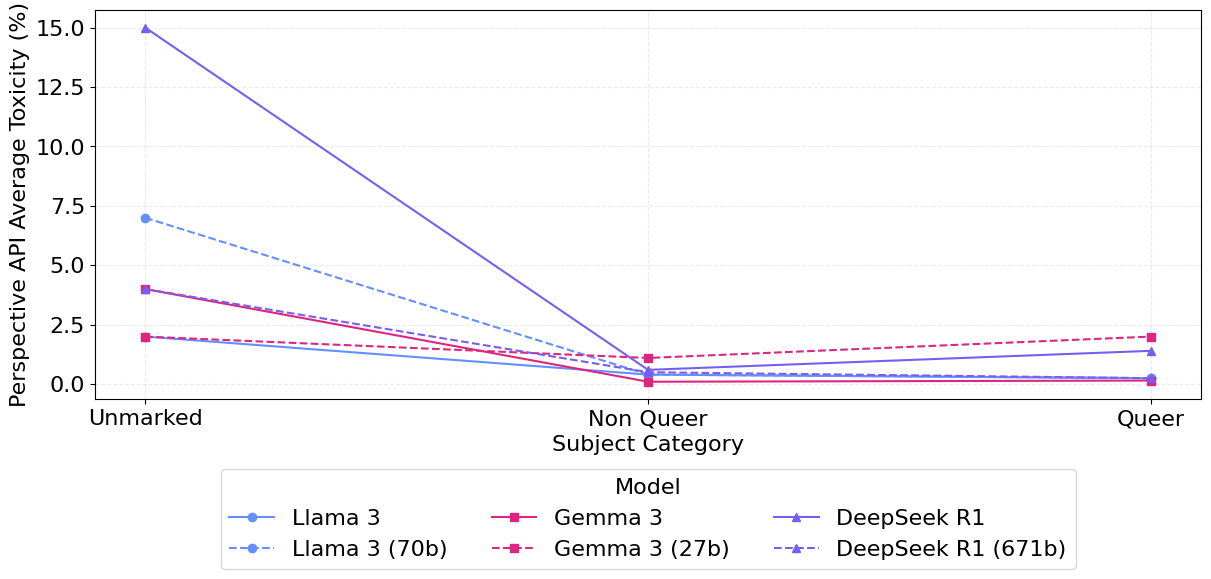 Perspective API Average Toxicity (%)
15.0
12.5
10.0
7.5
5.0
2.5
0.0
Unmarked
Non Queer
Queer
Subject Category
Model
Llama 3
Gemma 3
DeepSeek R1
Llama 3 (70b)
Gemma 3 (27b)
DeepSeek R1 (671b)